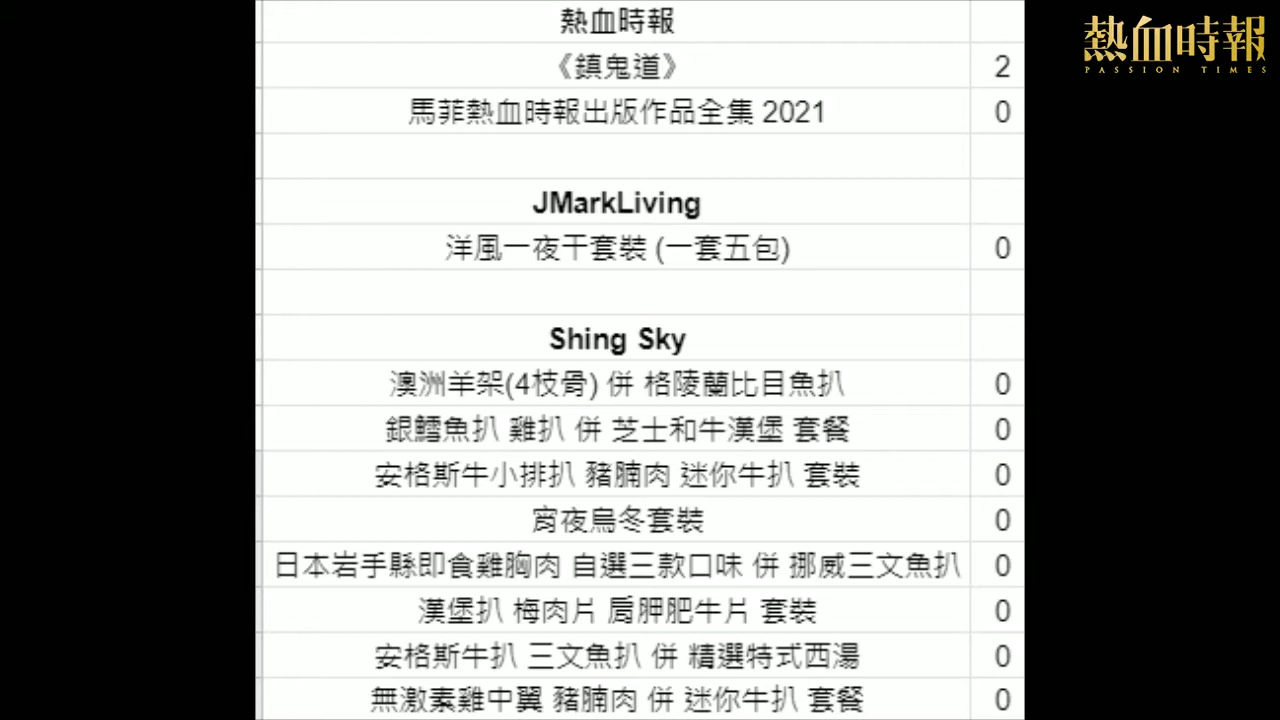 熱血時報
《鎮鬼道》 2
馬菲熱血時報出版作品全集 2021 0
JMarkLiving
洋風一夜干套裝 (一套五包) 0
Shing Sky
澳洲羊架(4枝骨) 併 格陵蘭比目魚扒 0
銀鱈魚扒 雞扒 併 芝士和牛漢堡 套餐 0
安格斯牛小排扒 豬腩肉 迷你牛扒 套裝 0
宵夜烏冬套裝 0
日本岩手縣即食雞胸肉 自選三款口味 併 挪威三文魚扒 0
漢堡扒 梅肉片 肩胛肥牛片 套裝 0
安格斯牛扒 三文魚扒 併 精選特式西湯 0
無激素雞中翼 豬腩肉 併 迷你牛扒 套餐 0
熱血時報
PASSION TIMES